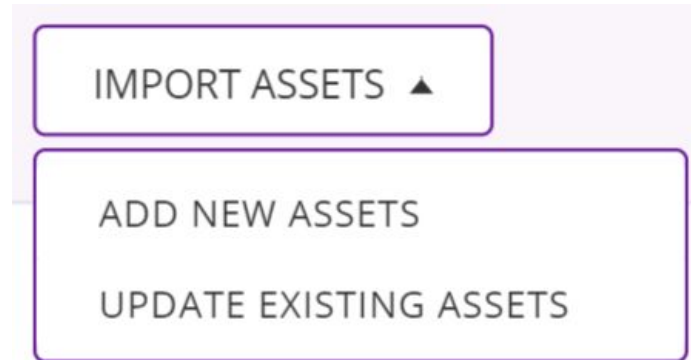 IMPORT ASSETS ▲
ADD NEW ASSETS
UPDATE EXISTING ASSETS